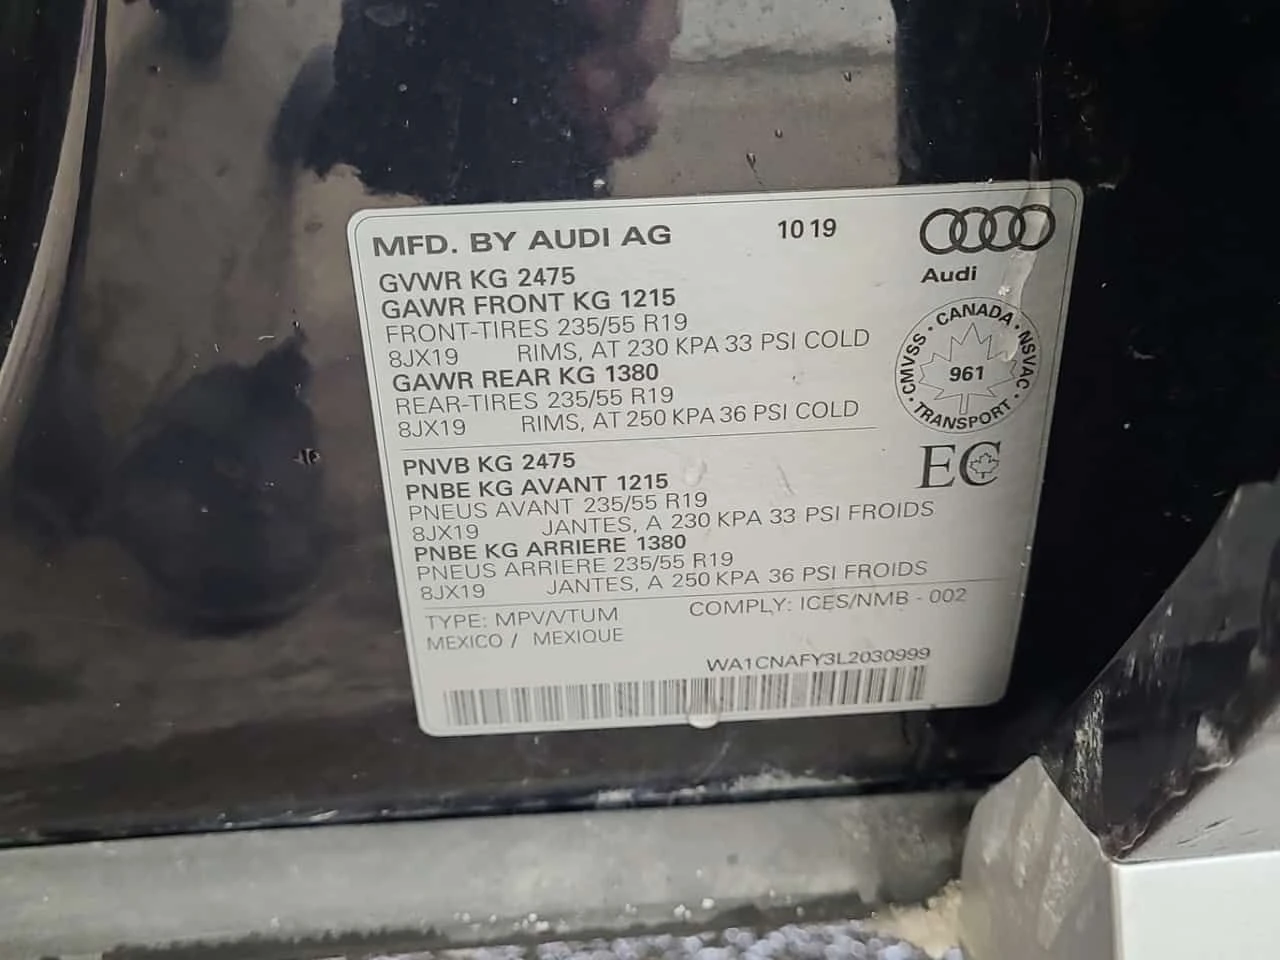 MFD. BY AUDI AG 10 19
Audi
GVWR KG 2475
GAWR FRONT KG 1215
FRONT-TIRES 235/55 R19
8JX19 RIMS, AT 230 KPA 33 PSI COLD
GAWR REAR KG 1380
REAR-TIRES 235/55 R19
8JX19 RIMS, AT 250 KPA 36 PSI COLD
CANADA · NSVAC · TRANSPORT · CMVSS ·
961
EC
PNVB KG 2475
PNBE KG AVANT 1215
PNEUS AVANT 235/55 R19
8JX19 JANTES, A 230 KPA 33 PSI FROIDS
PNBE KG ARRIERE 1380
PNEUS ARRIERE 235/55 R19
8JX19 JANTES, A 250 KPA 36 PSI FROIDS
TYPE: MPV/VTUM COMPLY: ICES/NMB - 002
MEXICO / MEXIQUE
WA1CNAFY3L2030999